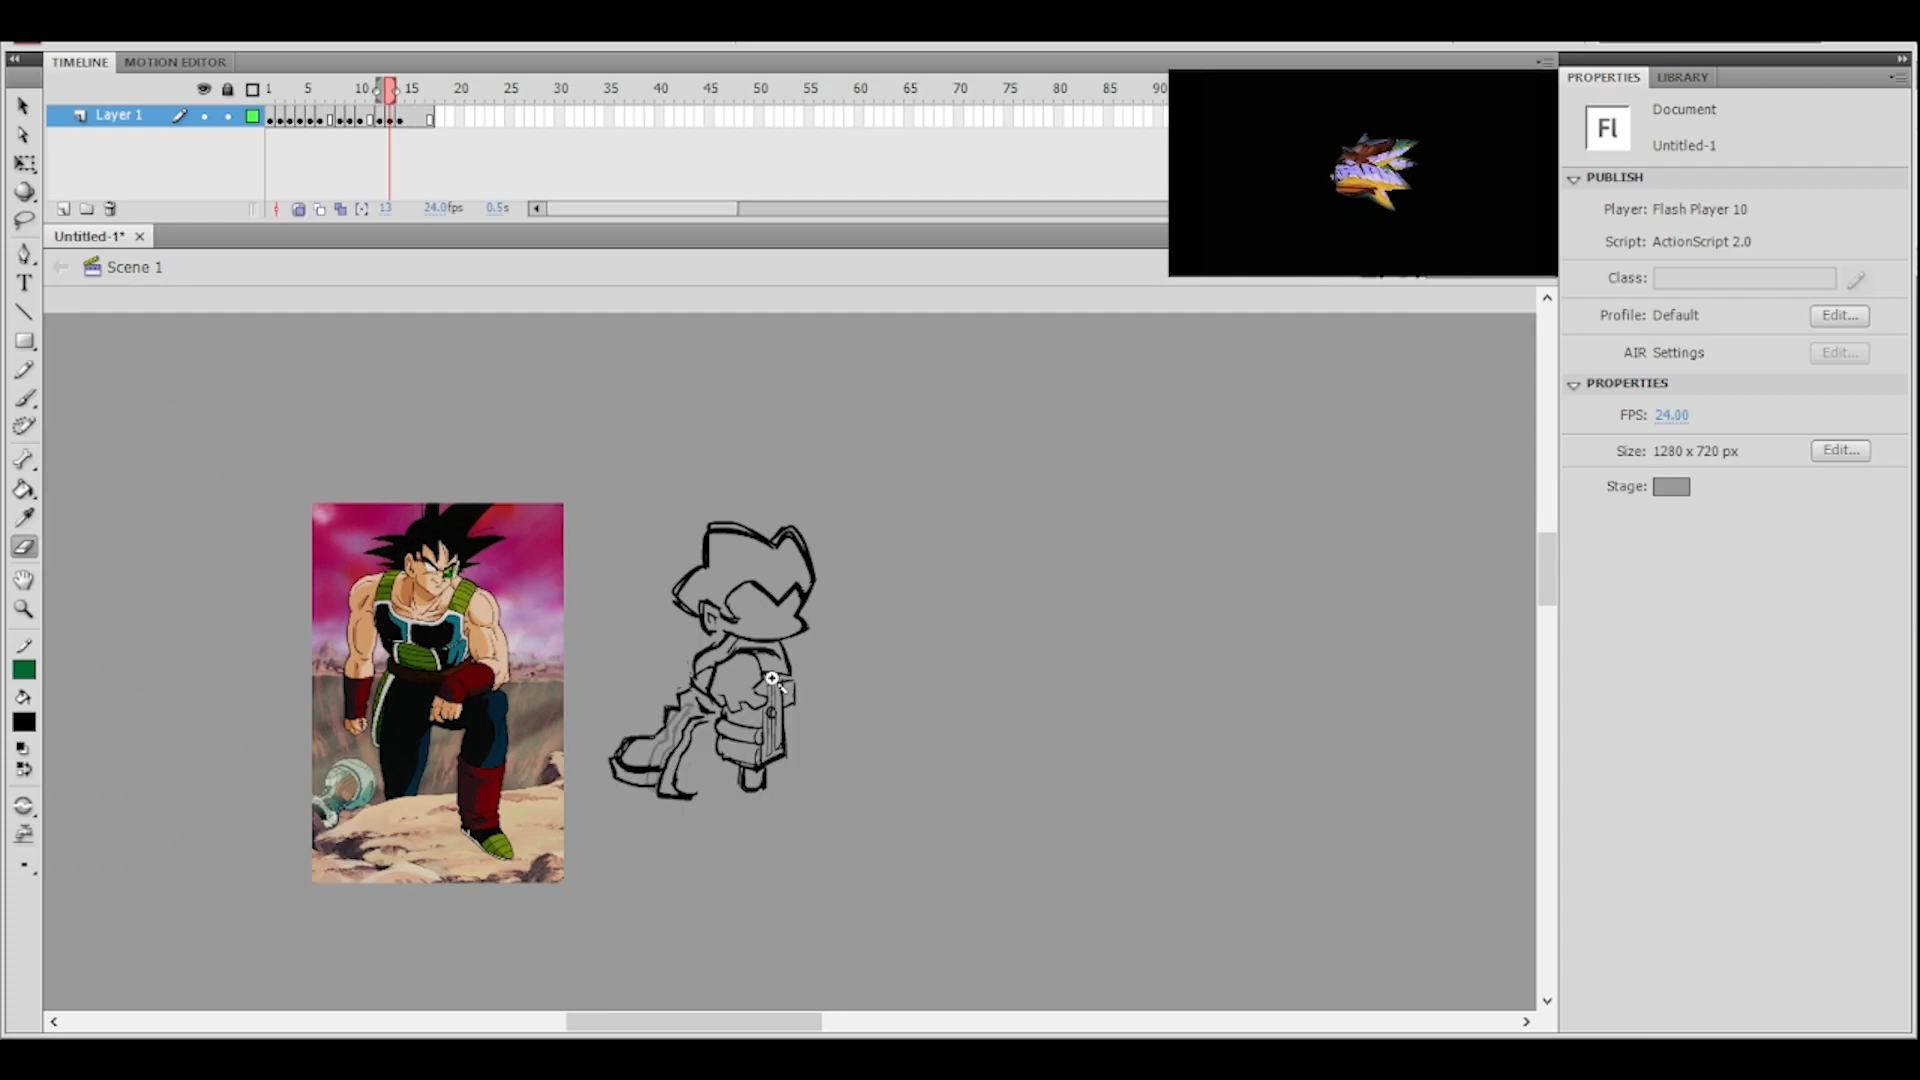 TIMELINE MOTION EDITOR
1 5 10 15 20 25 30 35 40 45 50 55 60 65 70 75 80 85 90
Layer 1
13 24.0fps 0.5s
Untitled-1* ×
Scene 1
T
PROPERTIES LIBRARY
Fl
Document
Untitled-1
PUBLISH
Player: Flash Player 10
Script: ActionScript 2.0
Class:
Profile: Default Edit...
AIR Settings Edit...
PROPERTIES
FPS: 24.00
Size: 1280 x 720 px Edit...
Stage: